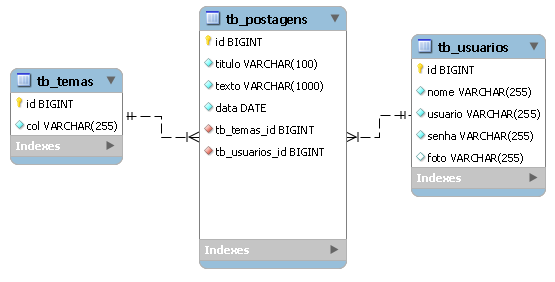 tb_temas
id BIGINT
col VARCHAR(255)
Indexes
tb_postagens
id BIGINT
titulo VARCHAR(100)
texto VARCHAR(1000)
data DATE
tb_temas_id BIGINT
tb_usuarios_id BIGINT
Indexes
tb_usuarios
id BIGINT
nome VARCHAR(255)
usuario VARCHAR(255)
senha VARCHAR(255)
foto VARCHAR(255)
Indexes